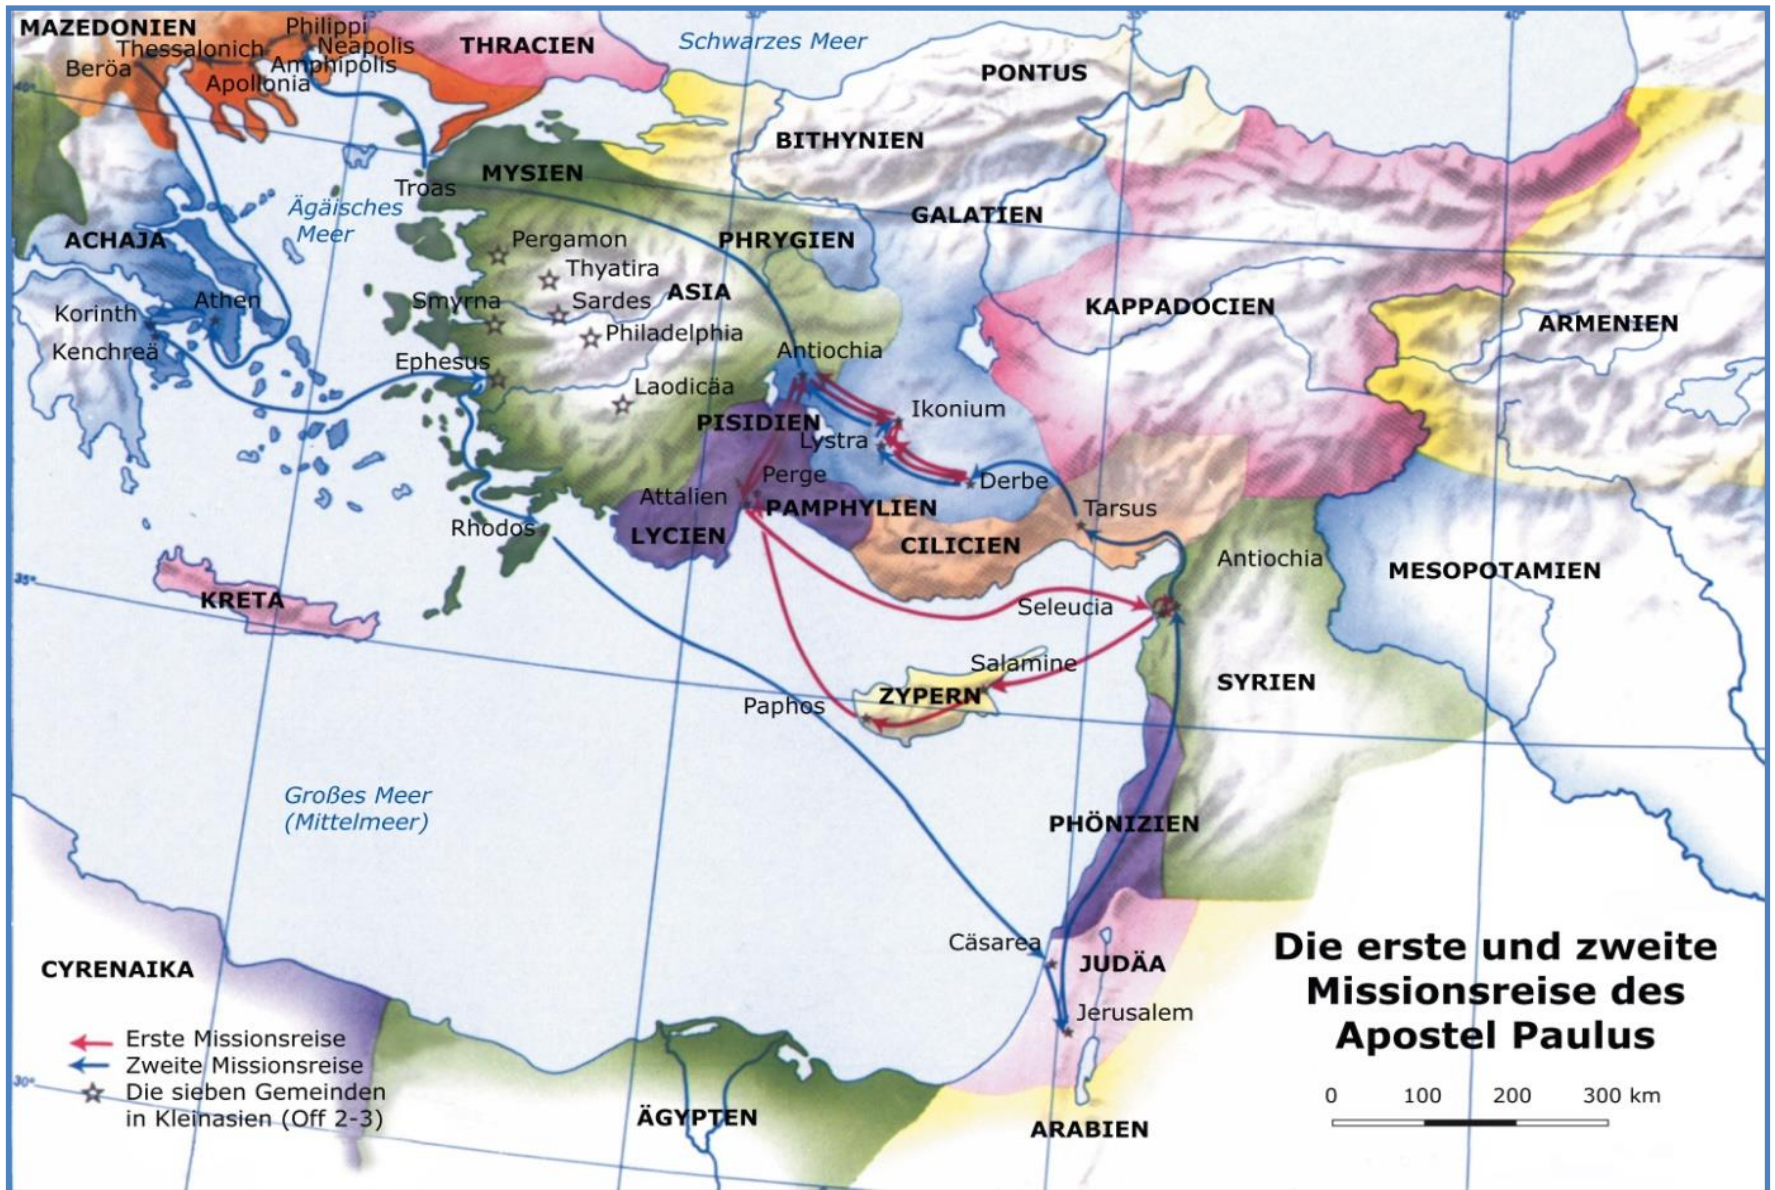 MAZEDONIEN
Philippi
Thessalonich
Neapolis
Beröa
Amphipolis
Apollonia
THRACIEN
Schwarzes Meer
PONTUS
BITHYNIEN
MYSIEN
Troas
Ägäisches
Meer
GALATIEN
ACHAJA
Pergamon
PHRYGIEN
Thyatira
ASIA
Smyrna
Sardes
Athen
Korinth
Philadelphia
KAPPADOCIEN
ARMENIEN
Kenchreä
Ephesus
Antiochia
Laodicäa
Ikonium
PISIDIEN
Lystra
Perge
Derbe
Attalien
PAMPHYLIEN
Tarsus
Rhodos
LYCIEN
CILICIEN
Antiochia
MESOPOTAMIEN
KRETA
Seleucia
Salamine
SYRIEN
ZYPERN
Paphos
Großes Meer
(Mittelmeer)
PHÖNIZIEN
Cäsarea
JUDÄA
Jerusalem
CYRENAIKA
ÄGYPTEN
ARABIEN
35°
30°
Die erste und zweite
Missionsreise des
Apostel Paulus
0 100 200 300 km
Erste Missionsreise
Zweite Missionsreise
Die sieben Gemeinden
in Kleinasien (Off 2-3)